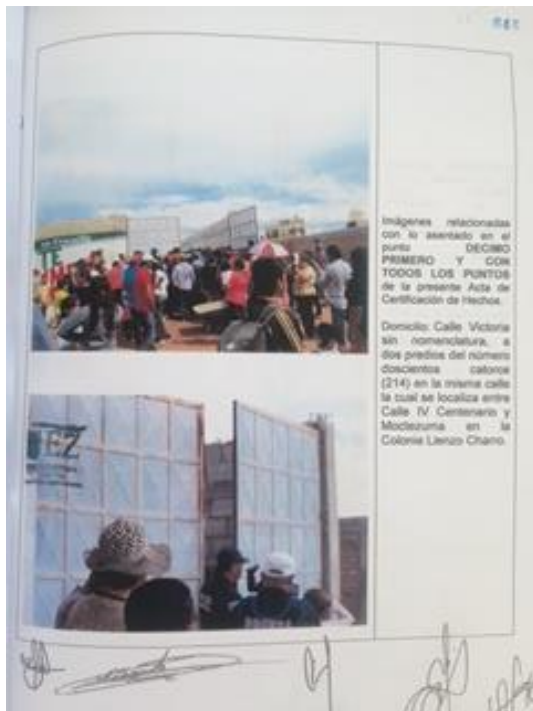 Imágenes relacionadas
con lo asentado en el
punto DECIMO
PRIMERO Y CON
TODOS LOS PUNTOS
de la presente Acta de
Certificación de Hechos.
Domicilio: Calle Victoria
sin nomenclatura, a
dos predios del número
doscientos catorce
(214) en la misma calle
la cual se localiza entre
Calle IV Centenario y
Moctezuma en la
Colonia Lienzo Charro.
EZ